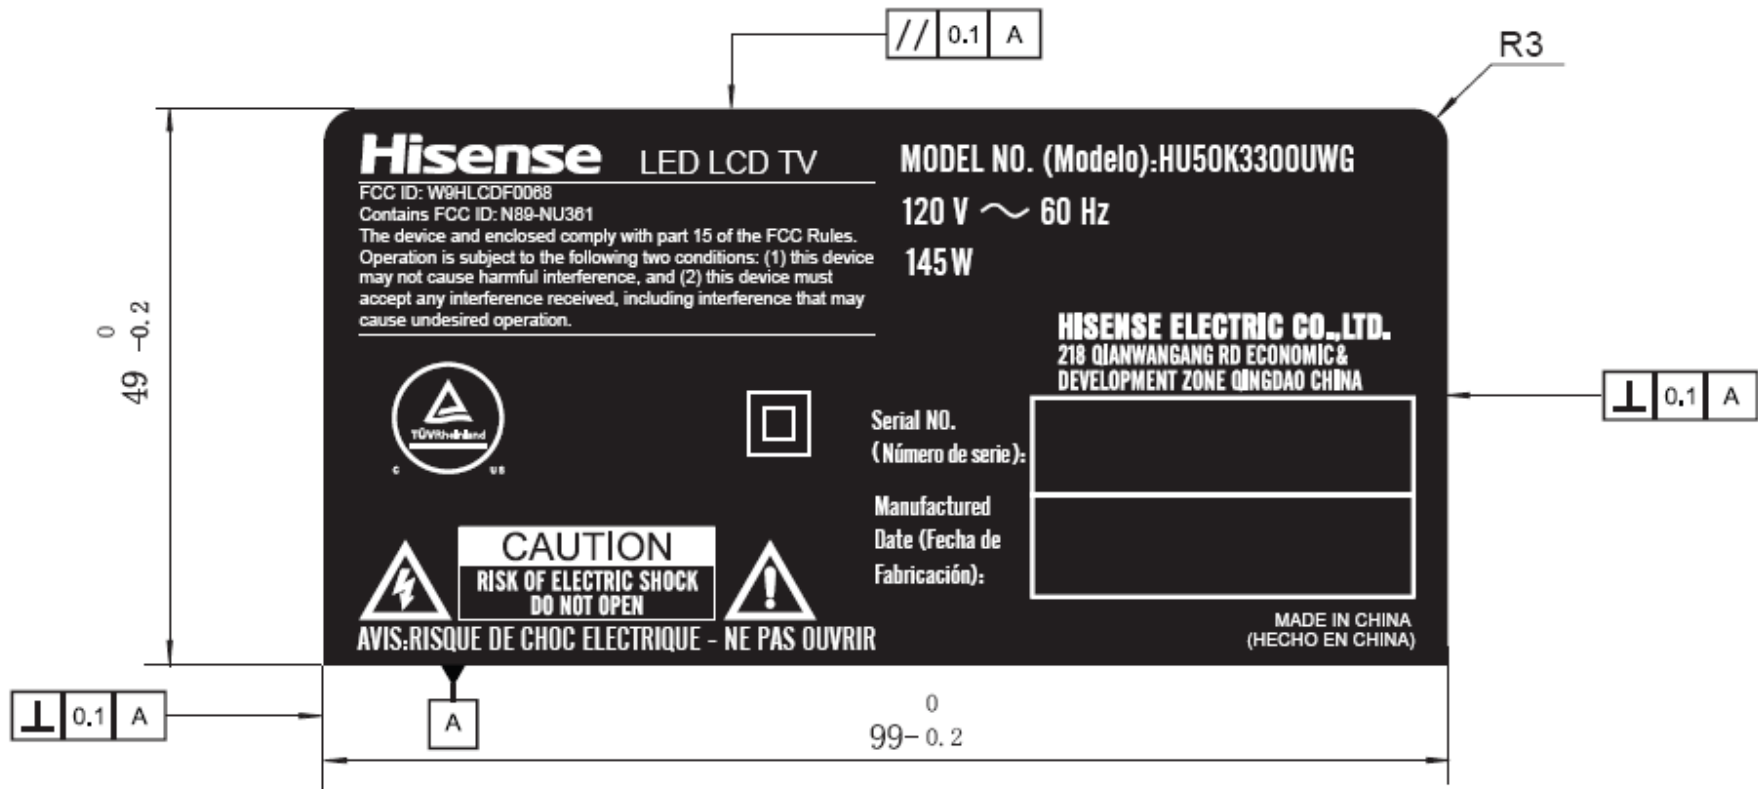 // 0.1 A
R3
Hisense LED LCD TV
FCC ID: W9HLCDF0068
Contains FCC ID: N89-NU361
The device and enclosed comply with part 15 of the FCC Rules.
Operation is subject to the following two conditions: (1) this device
may not cause harmful interference, and (2) this device must
accept any interference received, including interference that may
cause undesired operation.
MODEL NO. (Modelo):HU50K3300UWG
120 V ～ 60 Hz
145W
0
49 -0.2
HISENSE ELECTRIC CO.,LTD.
218 QIANWANGANG RD ECONOMIC&
DEVELOPMENT ZONE QINGDAO CHINA
⊥ 0.1 A
TÜVRheinland
C US
Serial NO.
(Número de serie):
Manufactured
Date (Fecha de
Fabricación):
CAUTION
RISK OF ELECTRIC SHOCK
DO NOT OPEN
AVIS:RISQUE DE CHOC ELECTRIQUE - NE PAS OUVRIR
MADE IN CHINA
(HECHO EN CHINA)
⊥ 0.1 A
A
0
99-0.2